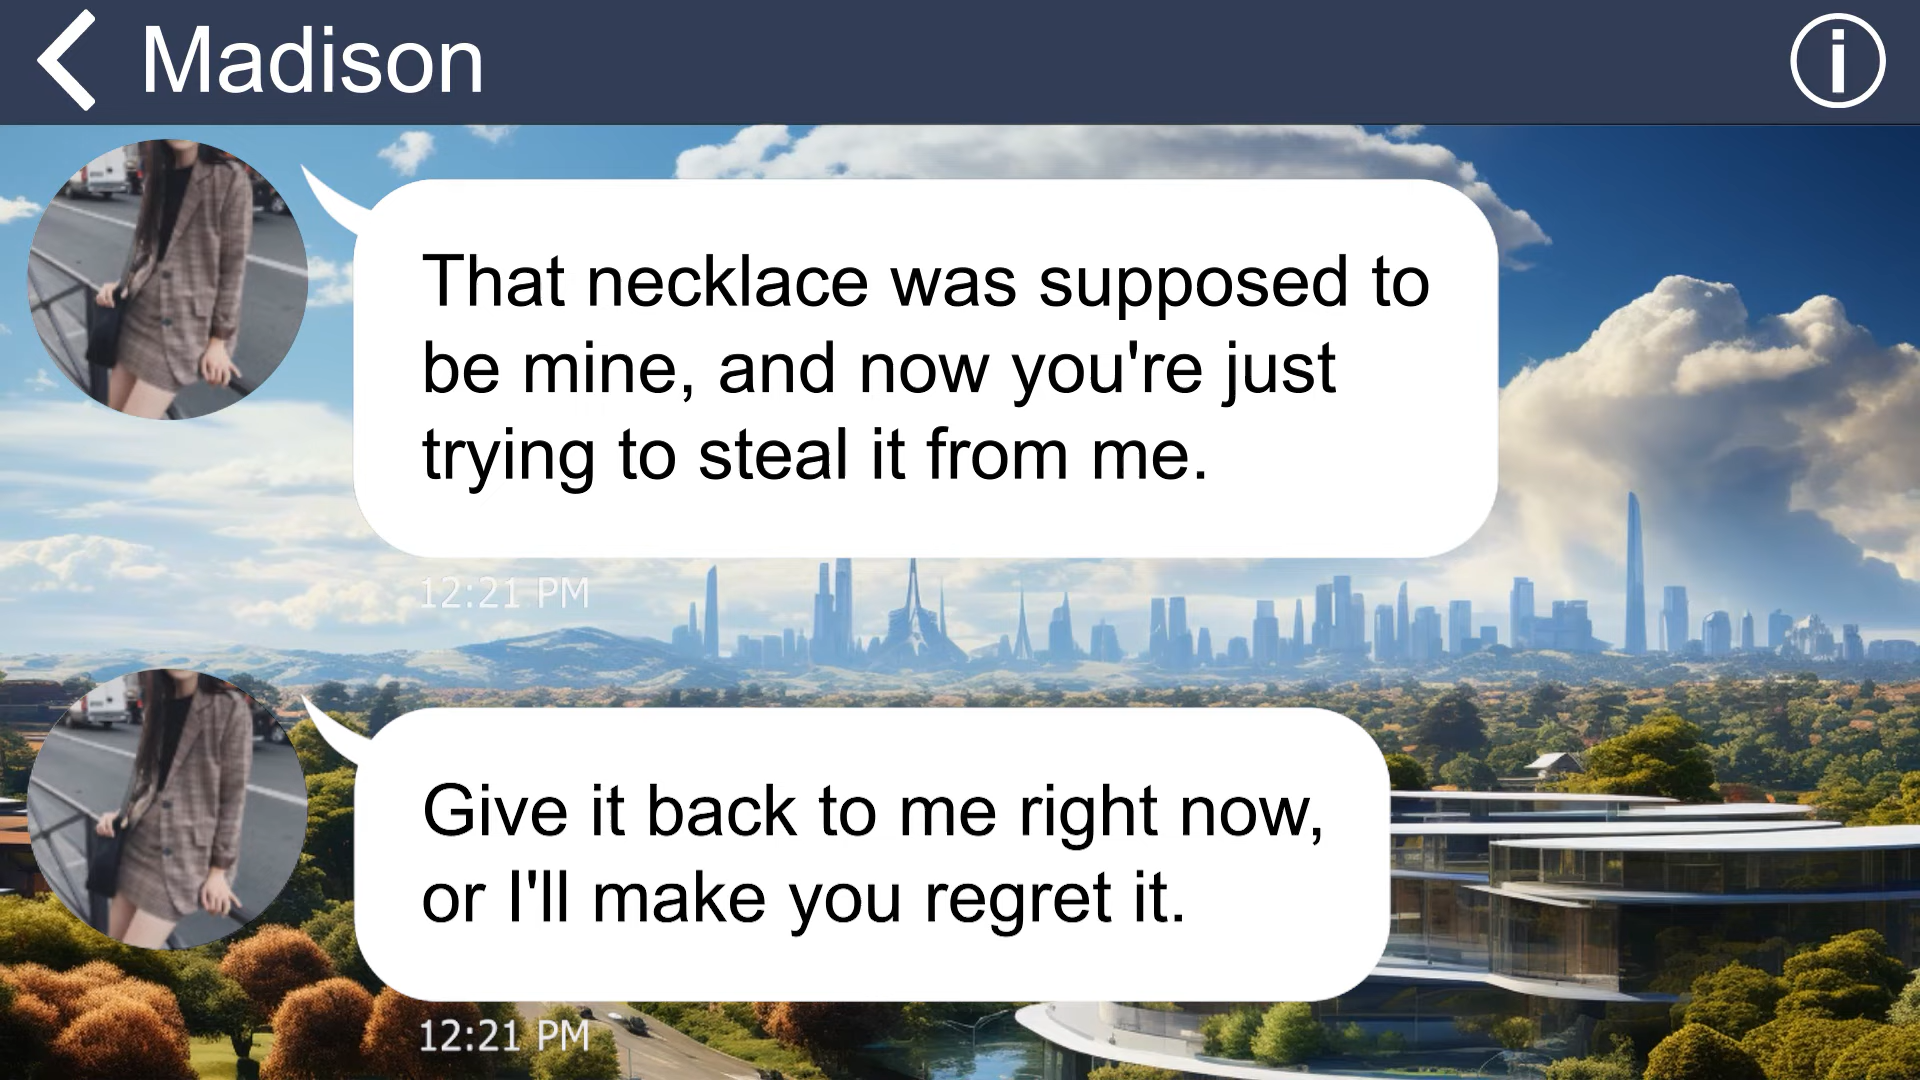 Madison
That necklace was supposed to
be mine, and now you're just
trying to steal it from me.
12:21 PM
Give it back to me right now,
or I'll make you regret it.
12:21 PM